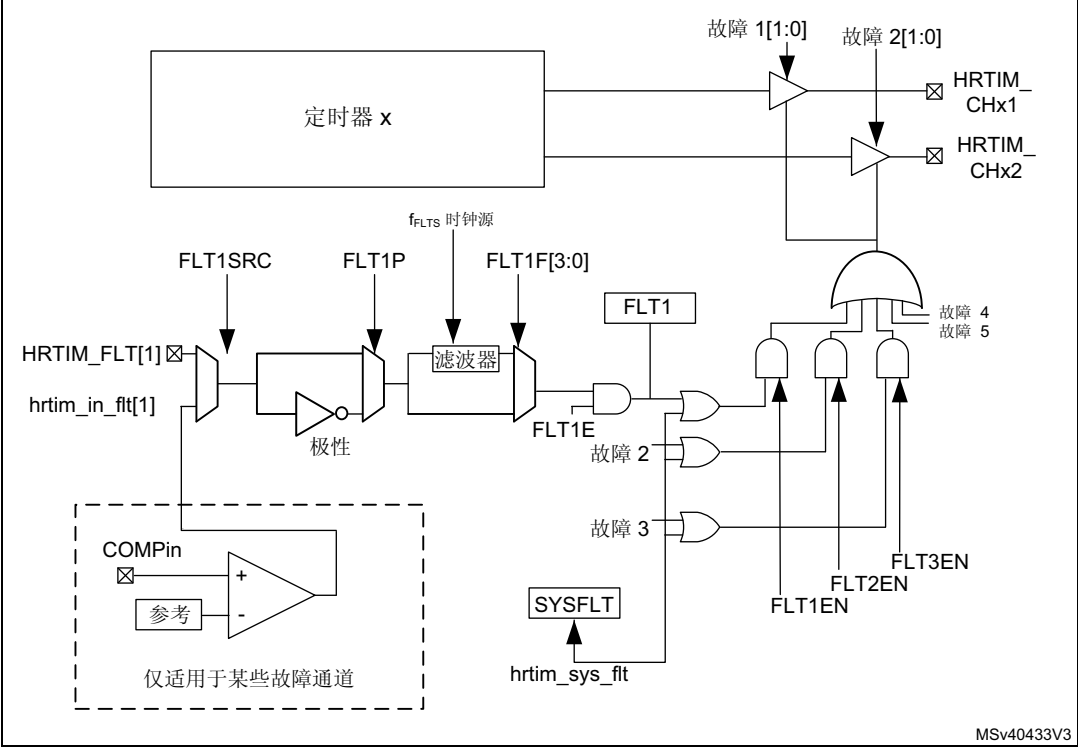 故障 1[1:0]
故障 2[1:0]
定时器 x
HRTIM_
CHx1
HRTIM_
CHx2
fFLTS 时钟源
FLT1SRC
FLT1P
FLT1F[3:0]
FLT1
故障 4
故障 5
HRTIM_FLT[1]
滤波器
hrtim_in_flt[1]
FLT1E
极性
故障 2
故障 3
COMPin
+
参考
-
FLT3EN
FLT2EN
FLT1EN
SYSFLT
hrtim_sys_flt
仅适用于某些故障通道
MSv40433V3